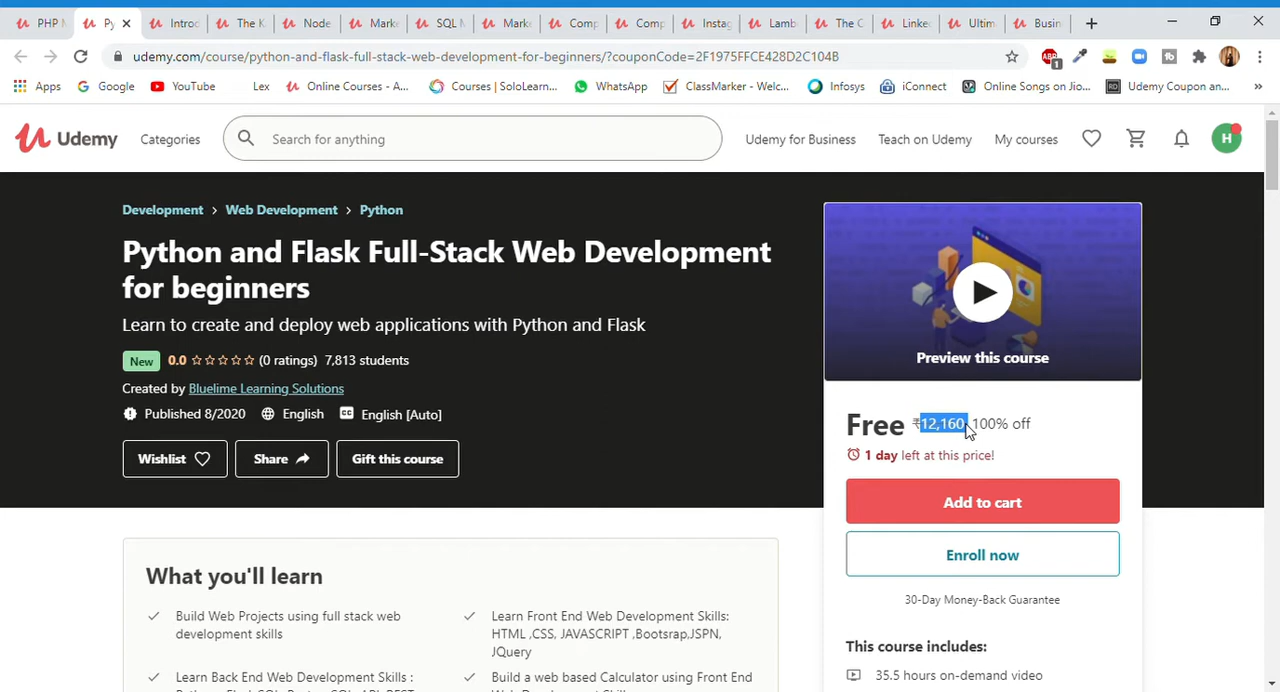 PHP M
Py
Introd
The K
Node
Marke
SQL M
Marke
Comp
Comp
Instag
Lamb
The C
Linke
Ultim
Busin
udemy.com/course/python-and-flask-full-stack-web-development-for-beginners/?couponCode=2F1975FFCE428D2C104B
Apps
Google
YouTube
Lex
Online Courses - A...
Courses | SoloLearn...
WhatsApp
ClassMarker - Welc...
Infosys
iConnect
Online Songs on Jio...
Udemy Coupon an...
»
Udemy
Categories
Search for anything
Udemy for Business
Teach on Udemy
My courses
H
Development > Web Development > Python
Python and Flask Full-Stack Web Development
for beginners
Learn to create and deploy web applications with Python and Flask
New 0.0 (0 ratings) 7,813 students
Created by Bluelime Learning Solutions
Published 8/2020 English English [Auto]
Wishlist
Share
Gift this course
Preview this course
Free ₹12,160 100% off
1 day left at this price!
Add to cart
Enroll now
30-Day Money-Back Guarantee
This course includes:
35.5 hours on-demand video
What you'll learn
Build Web Projects using full stack web
development skills
Learn Front End Web Development Skills:
HTML ,CSS, JAVASCRIPT ,Bootsrap,JSPN,
JQuery
Learn Back End Web Development Skills :
Build a web based Calculator using Front End